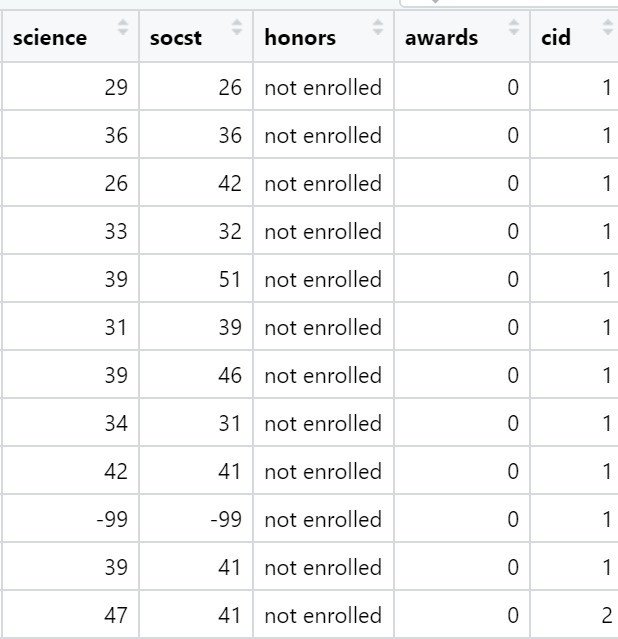 science socst honors awards cid
29 26 not enrolled 0 1
36 36 not enrolled 0 1
26 42 not enrolled 0 1
33 32 not enrolled 0 1
39 51 not enrolled 0 1
31 39 not enrolled 0 1
39 46 not enrolled 0 1
34 31 not enrolled 0 1
42 41 not enrolled 0 1
-99 -99 not enrolled 0 1
39 41 not enrolled 0 1
47 41 not enrolled 0 2